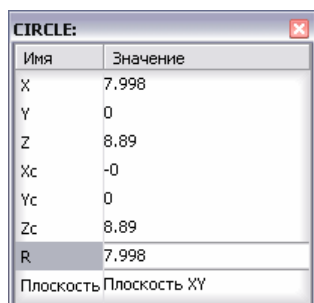 CIRCLE:
Имя Значение
X 7.998
Y 0
Z 8.89
Xc -0
Yc 0
Zc 8.89
R 7.998
Плоскость Плоскость XY